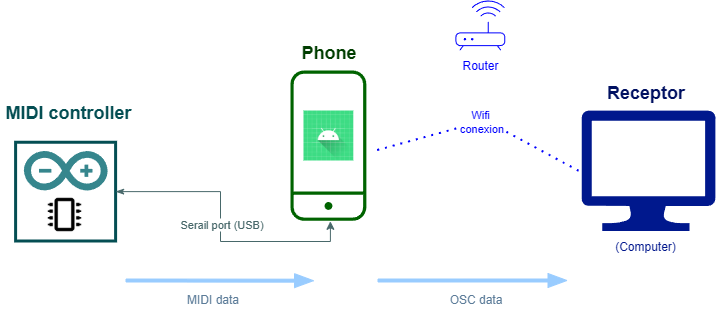 Router
Phone
Receptor
MIDI controller
Wifi
conexion
Serail port (USB)
(Computer)
MIDI data
OSC data